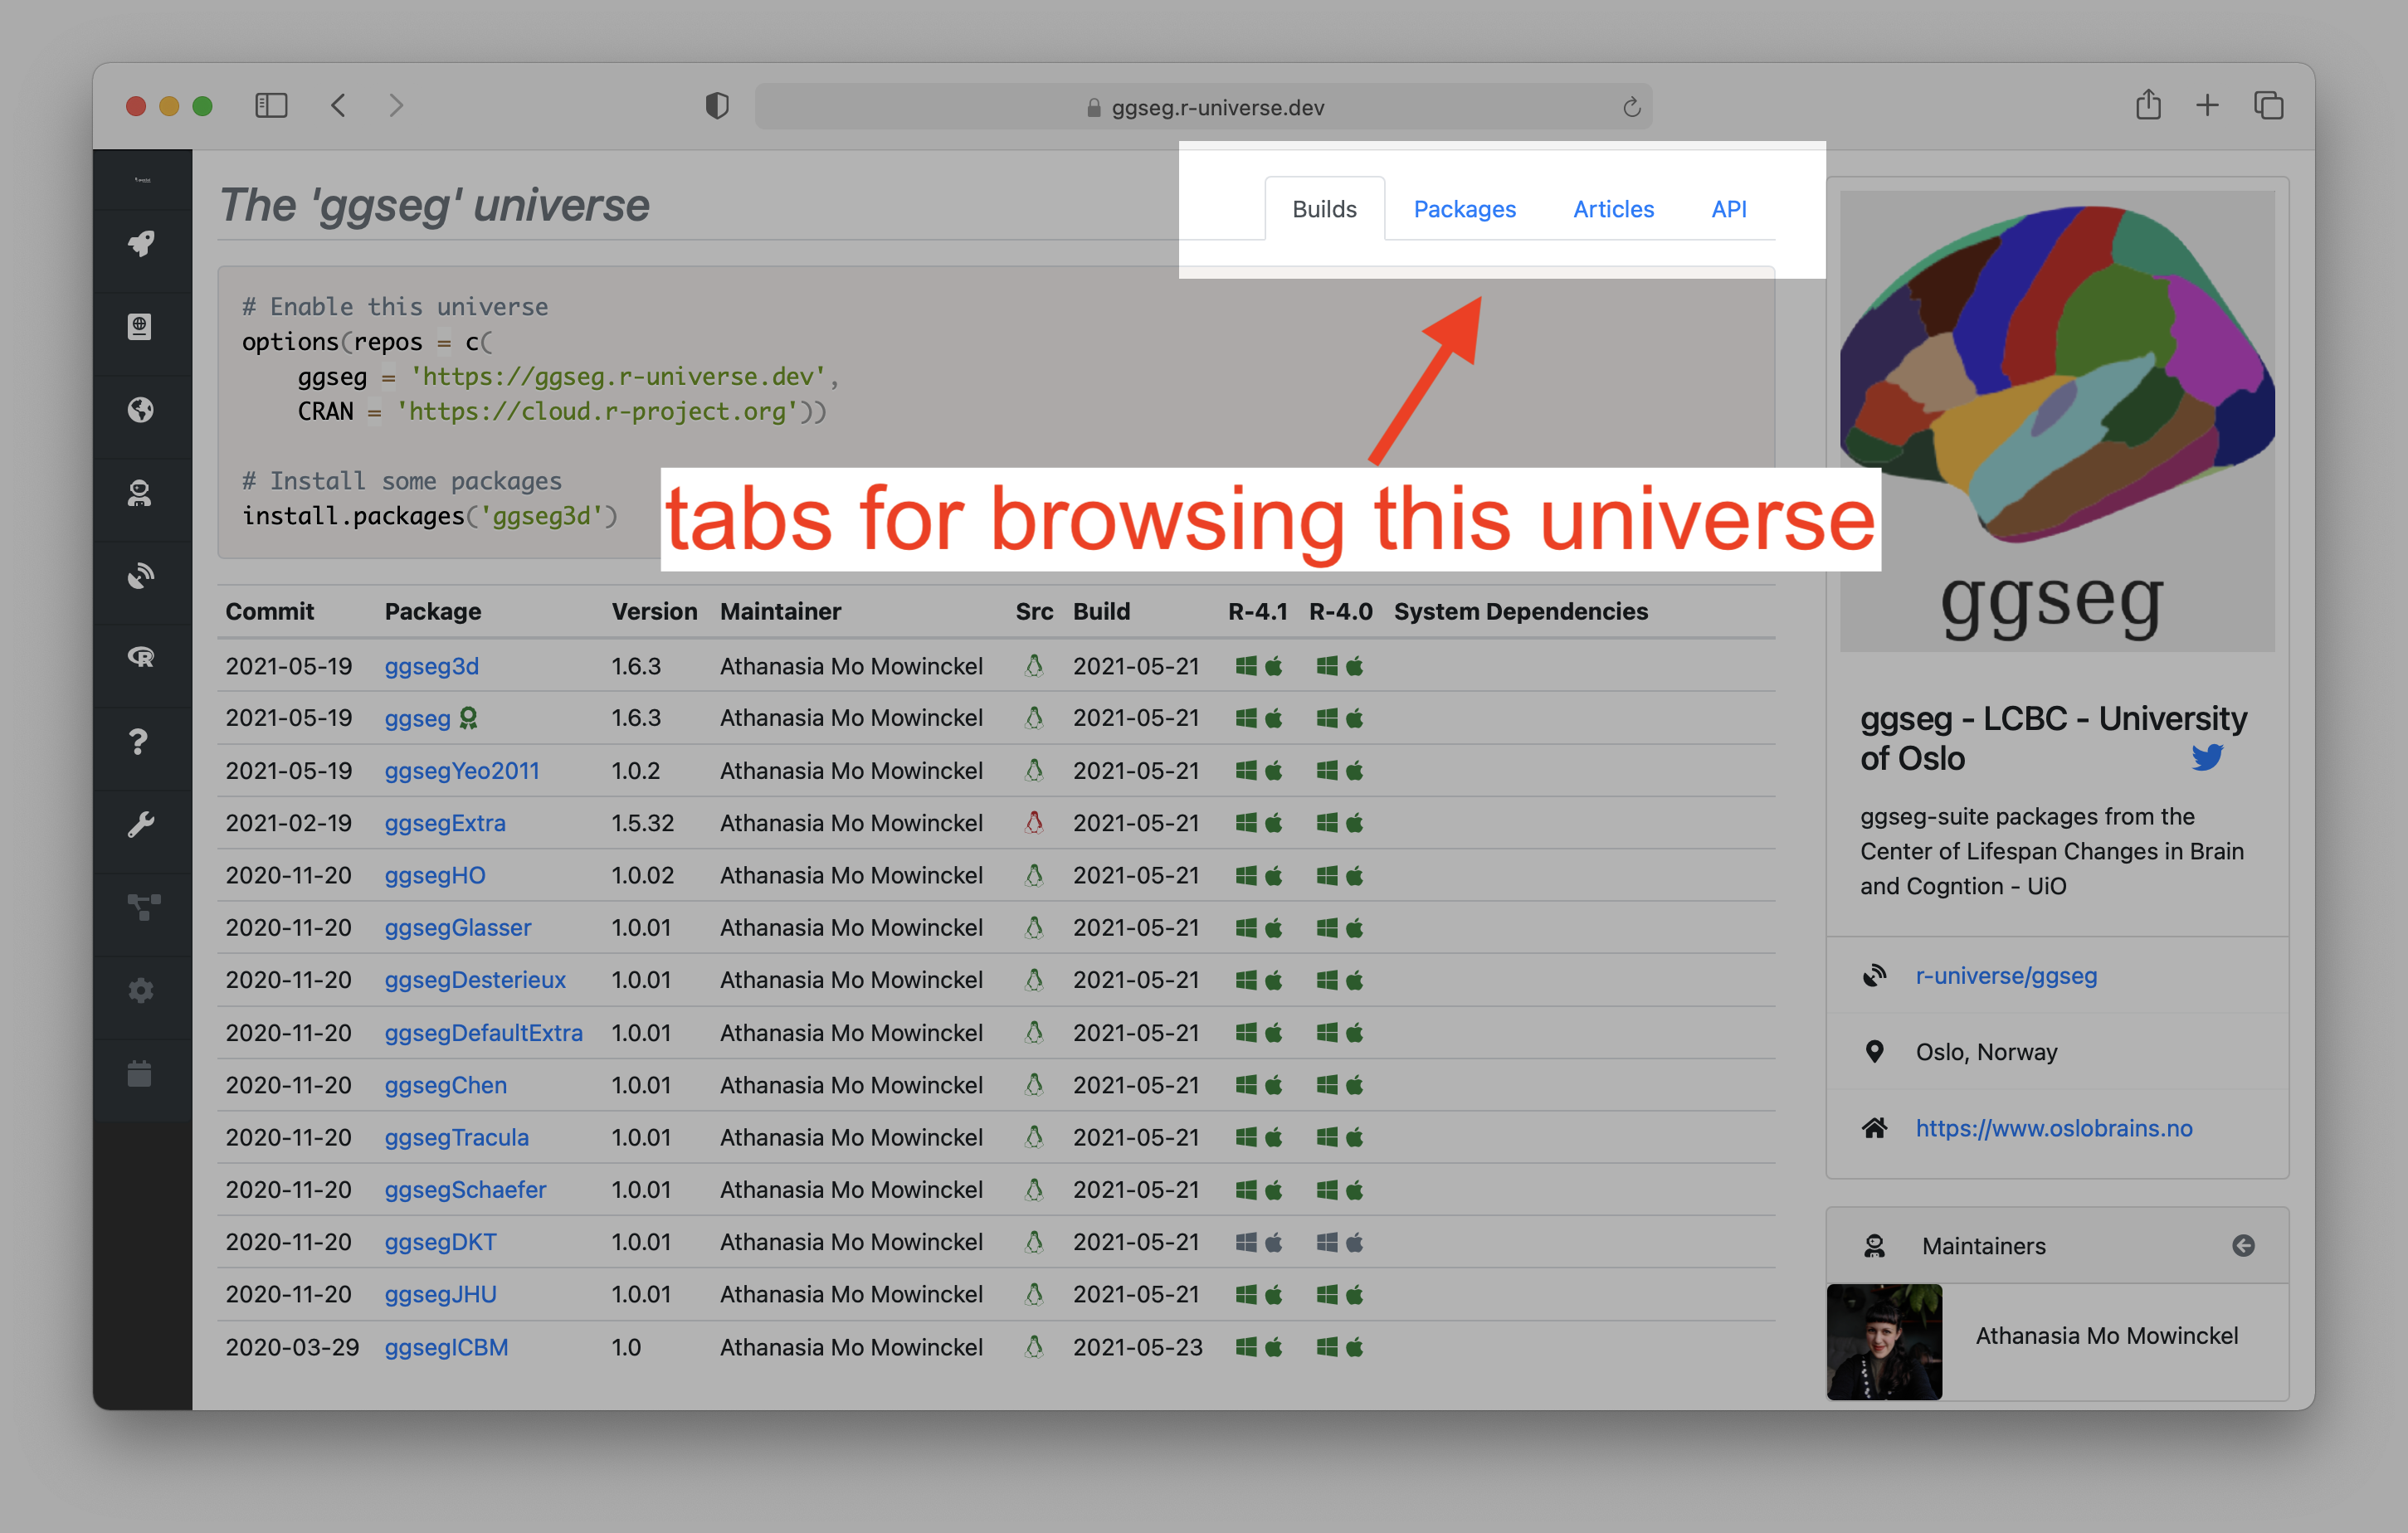 ggseg.r-universe.dev
The 'ggseg' universe
Builds Packages Articles API
# Enable this universe
options(repos = c(
ggseg = 'https://ggseg.r-universe.dev',
CRAN = 'https://cloud.r-project.org'))
# Install some packages
install.packages('ggseg3d')
tabs for browsing this universe
Commit Package Version Maintainer Src Build R-4.1 R-4.0 System Dependencies
2021-05-19 ggseg3d 1.6.3 Athanasia Mo Mowinckel 2021-05-21
2021-05-19 ggseg 1.6.3 Athanasia Mo Mowinckel 2021-05-21
2021-05-19 ggsegYeo2011 1.0.2 Athanasia Mo Mowinckel 2021-05-21
2021-02-19 ggsegExtra 1.5.32 Athanasia Mo Mowinckel 2021-05-21
2020-11-20 ggsegHO 1.0.02 Athanasia Mo Mowinckel 2021-05-21
2020-11-20 ggsegGlasser 1.0.01 Athanasia Mo Mowinckel 2021-05-21
2020-11-20 ggsegDesterieux 1.0.01 Athanasia Mo Mowinckel 2021-05-21
2020-11-20 ggsegDefaultExtra 1.0.01 Athanasia Mo Mowinckel 2021-05-21
2020-11-20 ggsegChen 1.0.01 Athanasia Mo Mowinckel 2021-05-21
2020-11-20 ggsegTracula 1.0.01 Athanasia Mo Mowinckel 2021-05-21
2020-11-20 ggsegSchaefer 1.0.01 Athanasia Mo Mowinckel 2021-05-21
2020-11-20 ggsegDKT 1.0.01 Athanasia Mo Mowinckel 2021-05-21
2020-11-20 ggsegJHU 1.0.01 Athanasia Mo Mowinckel 2021-05-21
2020-03-29 ggsegICBM 1.0 Athanasia Mo Mowinckel 2021-05-23
ggseg
ggseg - LCBC - University
of Oslo
ggseg-suite packages from the
Center of Lifespan Changes in Brain
and Cogntion - UiO
r-universe/ggseg
Oslo, Norway
https://www.oslobrains.no
Maintainers
Athanasia Mo Mowinckel